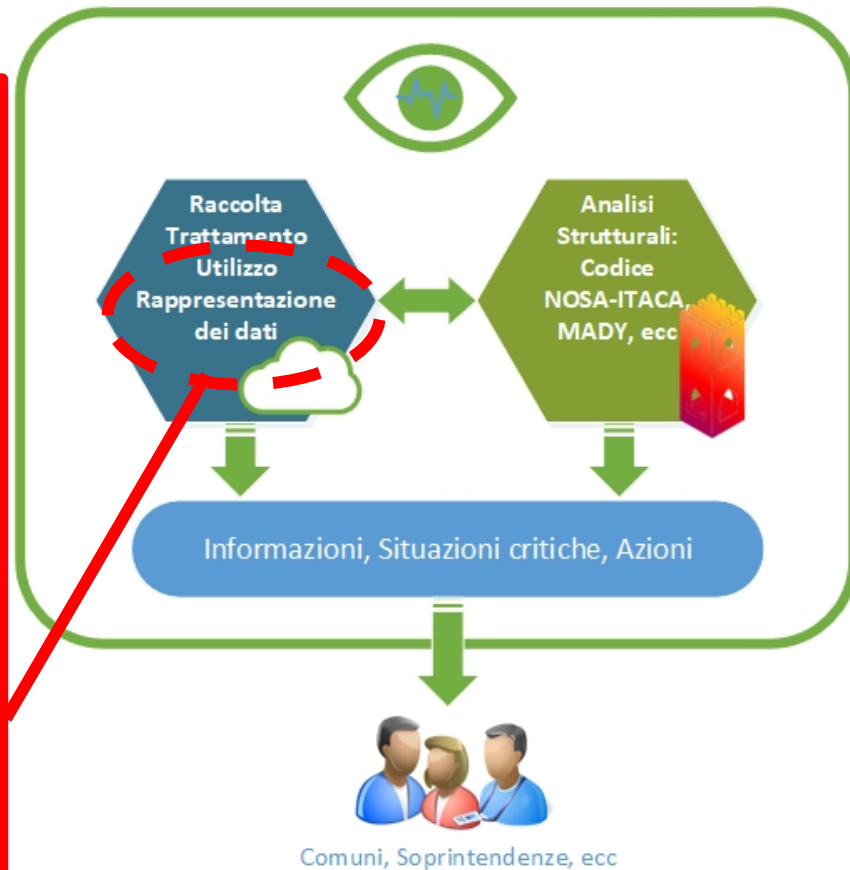 Raccolta
Trattamento
Utilizzo
Rappresentazione
dei dati
Analisi
Strutturali:
Codice
NOSA-ITACA,
MADY, ecc
Informazioni, Situazioni critiche, Azioni
Comuni, Soprintendenze, ecc